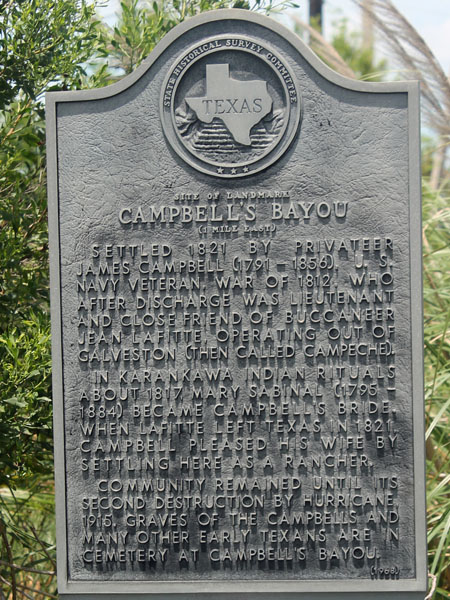 STATE HISTORICAL SURVEY COMMITTEE
TEXAS
SITE OF LANDMARK
CAMPBELL'S BAYOU
(1 MILE EAST)
SETTLED 1821 BY PRIVATEER
JAMES CAMPBELL (1791 - 1856), U. S.
NAVY VETERAN, WAR OF 1812, WHO
AFTER DISCHARGE WAS LIEUTENANT
AND CLOSE FRIEND OF BUCCANEER
JEAN LAFITTE, OPERATING OUT OF
GALVESTON (THEN CALLED CAMPECHE).
IN KARANKAWA INDIAN RITUALS
ABOUT 1817, MARY SABINAL (1795 -
1884) BECAME CAMPBELL'S BRIDE.
WHEN LAFITTE LEFT TEXAS IN 1821,
CAMPBELL PLEASED HIS WIFE BY
SETTLING HERE AS A RANCHER.
COMMUNITY REMAINED UNTIL ITS
SECOND DESTRUCTION BY HURRICANE,
1915. GRAVES OF THE CAMPBELLS AND
MANY OTHER EARLY TEXANS ARE IN
CEMETERY AT CAMPBELL'S BAYOU.
(1968)